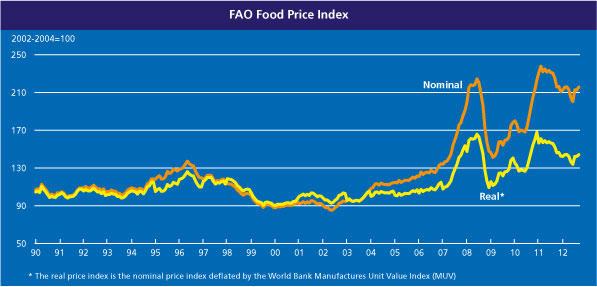 FAO Food Price Index
2002-2004=100
250
Nominal
210
170
130
Real*
90
50
90 91 92 93 94 95 96 97 98 99 00 01 02 03 04 05 06 07 08 09 10 11 12
* The real price index is the nominal price index deflated by the World Bank Manufactures Unit Value Index (MUV)